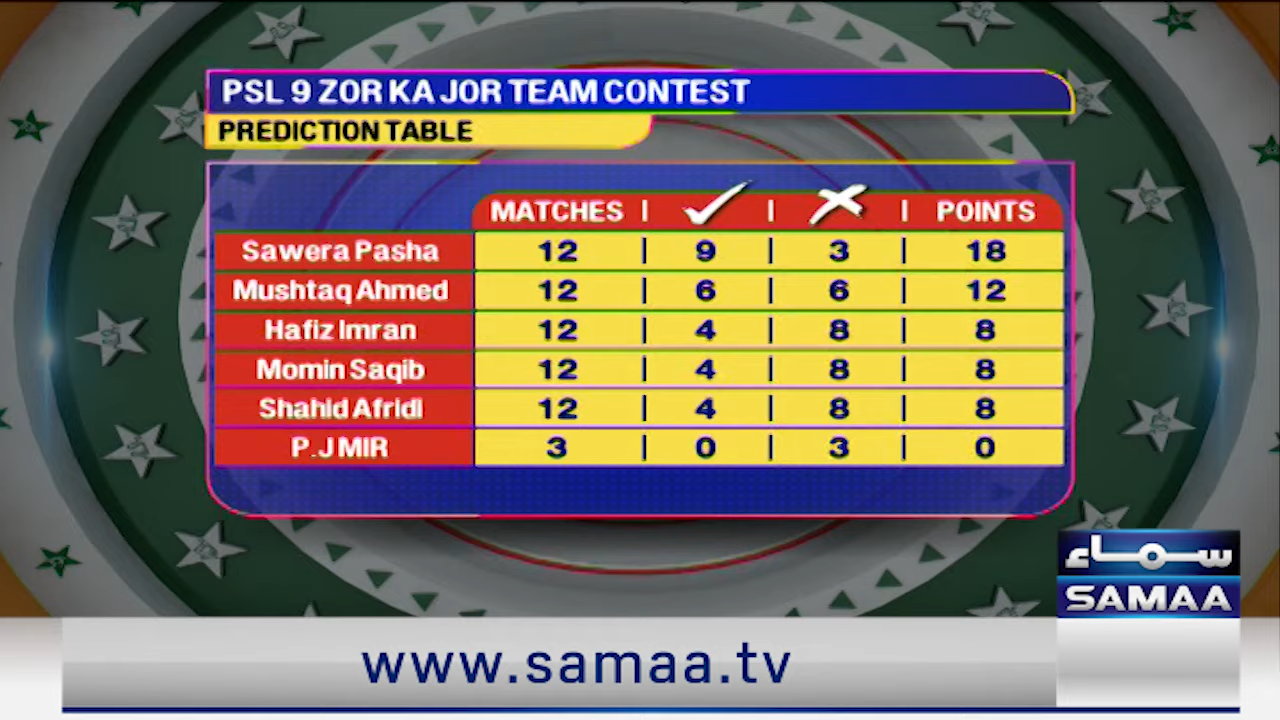 PSL 9 ZOR KA JOR TEAM CONTEST
PREDICTION TABLE
MATCHES | ✓ | ✗ | POINTS
Sawera Pasha 12 | 9 | 3 | 18
Mushtaq Ahmed 12 | 6 | 6 | 12
Hafiz Imran 12 | 4 | 8 | 8
Momin Saqib 12 | 4 | 8 | 8
Shahid Afridi 12 | 4 | 8 | 8
P.J MIR 3 | 0 | 3 | 0
سماء
SAMAA
www.samaa.tv